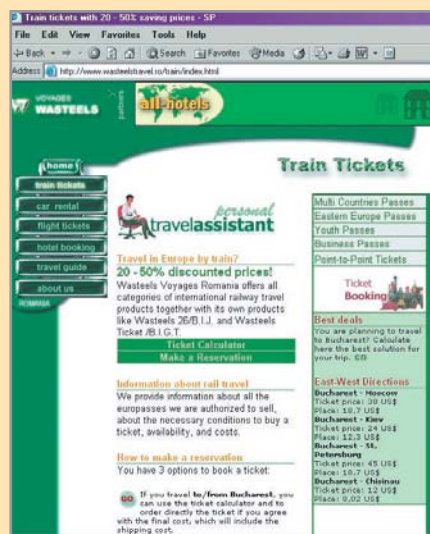 Train tickets with 20 - 50% saving prices - SP
File Edit View Favorites Tools Help
Back Search Favorites Media
Address http://www.wasteelstravel.ro/train/index.html
VOYAGES
WASTEELS
partners
all-hotels
Train Tickets
home
train tickets
car rental
flight tickets
hotel booking
travel guide
about us
ROMANIA
personal
travelassistant
Travel in Europe by train?
20 - 50% discounted prices!
Wasteels Voyages Romania offers all
categories of international railway travel
products together with its own products
like Wasteels 26/B.I.J. and Wasteels
Ticket /B.I.G.T.
Ticket Calculator
Make a Reservation
Information about rail travel
We provide information about all the
europasses we are authorized to sell,
about the necessary conditions to buy a
ticket, availability, and costs.
How to make a reservation
You have 3 options to book a ticket:
GO If you travel to/from Bucharest, you
can use the ticket calculator and to
order directly the ticket if you agree
with the final cost, which will include the
shipping cost.
Multi Countries Passes
Eastern Europe Passes
Youth Passes
Business Passes
Point-to-Point Tickets
Ticket
Booking
Best deals
You are planning to travel
to Bucharest? Calculate
here the best solution for
your trip. GO
East-West Directions
Bucharest - Moscow
Ticket price: 38 US$
Place: 18,7 US$
Bucharest - Kiev
Ticket price: 24 US$
Place: 12,3 US$
Bucharest - St.
Petersburg
Ticket price: 45 US$
Place: 18,7 US$
Bucharest - Chisinau
Ticket price: 12 US$
Place: 9,02 US$